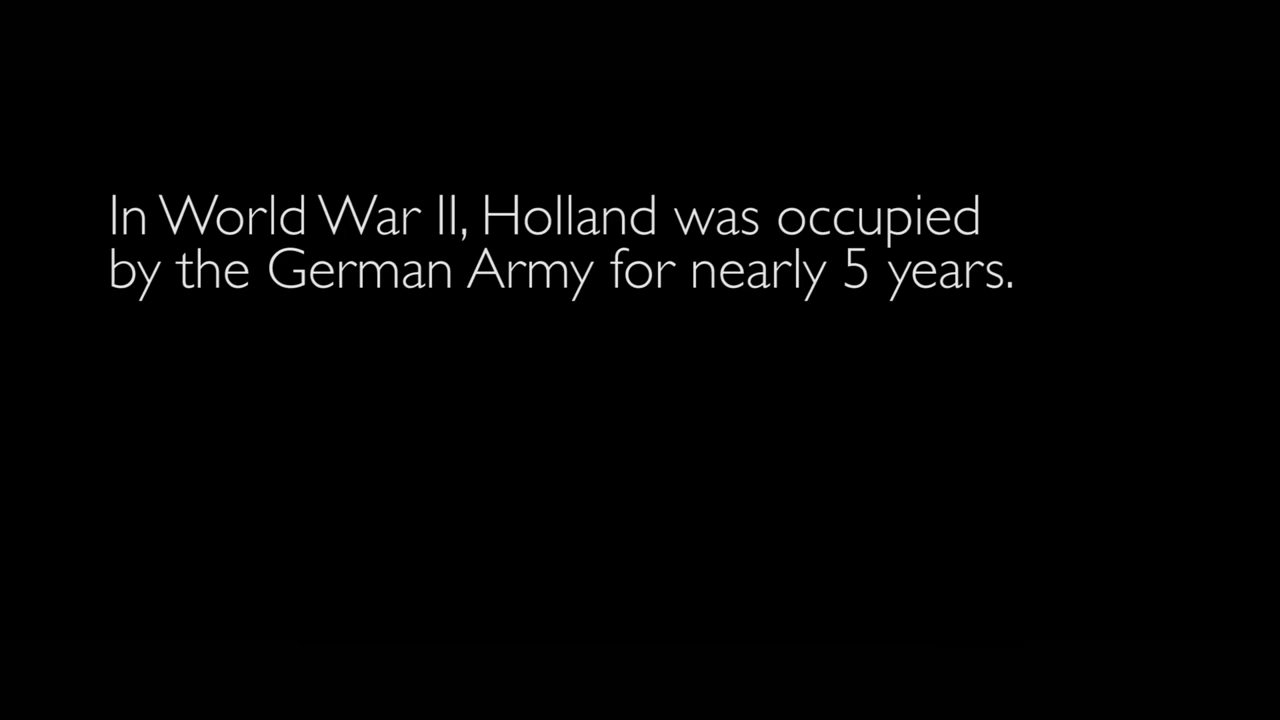 In World War II, Holland was occupied
by the German Army for nearly 5 years.